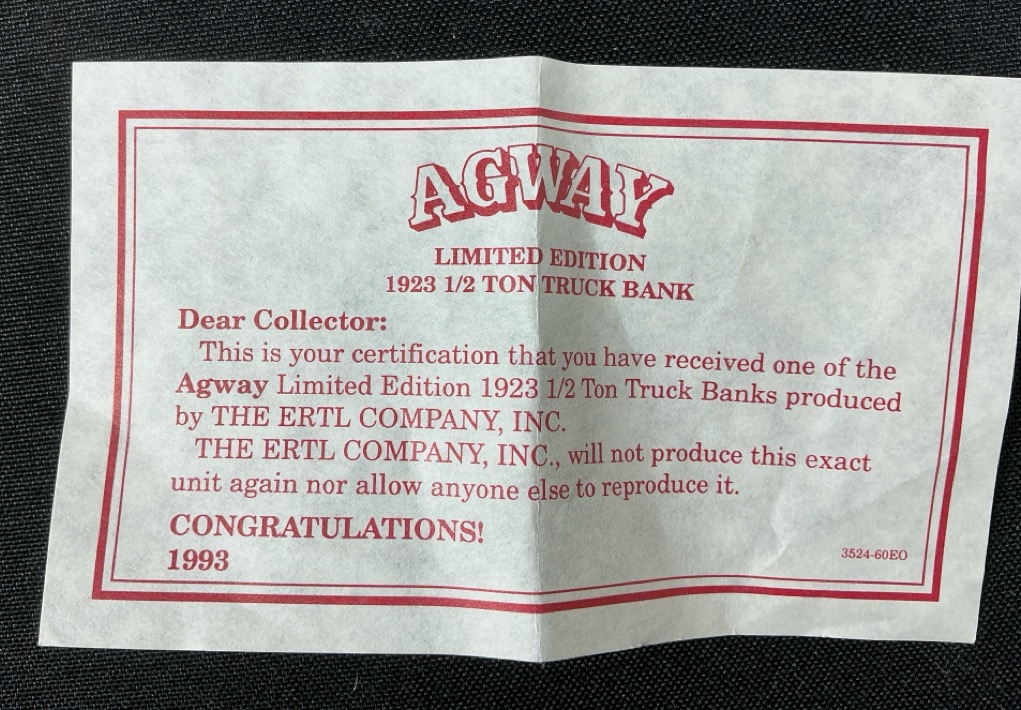 AGWAY
LIMITED EDITION
1923 1/2 TON TRUCK BANK
Dear Collector:
This is your certification that you have received one of the
Agway Limited Edition 1923 1/2 Ton Truck Banks produced
by THE ERTL COMPANY, INC.
THE ERTL COMPANY, INC., will not produce this exact
unit again nor allow anyone else to reproduce it.
CONGRATULATIONS!
1993
3524-60EO